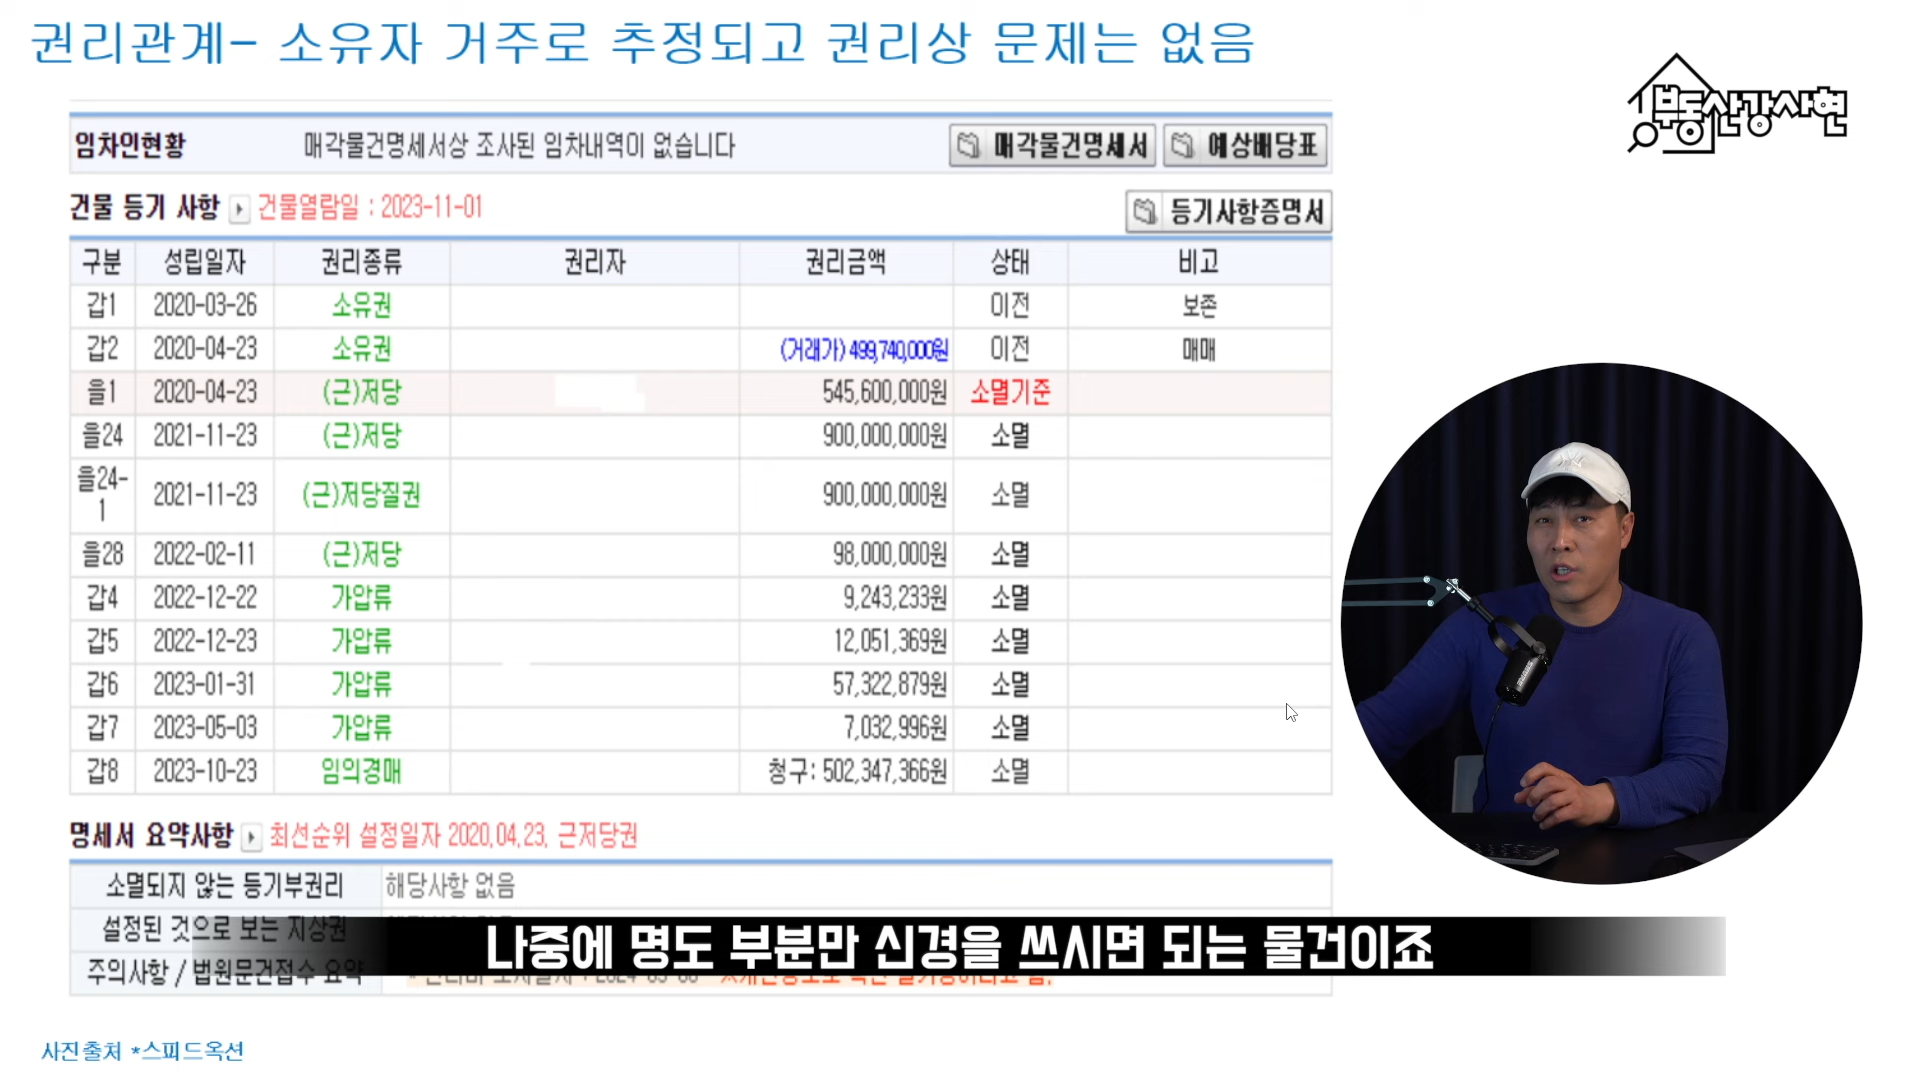 권리관계- 소유자 거주로 추정되고 권리상 문제는 없음
부동산강사현
임차인현황 매각물건명세서상 조사된 임차내역이 없습니다 매각물건명세서 예상배당표
건물 등기 사항 건물열람일 : 2023-11-01 등기사항증명서
구분 성립일자 권리종류 권리자 권리금액 상태 비고
갑1 2020-03-26 소유권 이전 보존
갑2 2020-04-23 소유권 (거래가) 499,740,000원 이전 매매
을1 2020-04-23 (근)저당 545,600,000원 소멸기준
을24 2021-11-23 (근)저당 900,000,000원 소멸
을24-1 2021-11-23 (근)저당질권 900,000,000원 소멸
을28 2022-02-11 (근)저당 98,000,000원 소멸
갑4 2022-12-22 가압류 9,243,233원 소멸
갑5 2022-12-23 가압류 12,051,369원 소멸
갑6 2023-01-31 가압류 57,322,879원 소멸
갑7 2023-05-03 가압류 7,032,996원 소멸
갑8 2023-10-23 임의경매 청구: 502,347,366원 소멸
명세서 요약사항 최선순위 설정일자 2020.04.23. 근저당권
소멸되지 않는 등기부권리 해당사항 없음
설정된 것으로 보는 지상권
주의사항 / 법원문건접수 요약
나중에 명도 부분만 신경을 쓰시면 되는 물건이죠
사진출처 *스피드옥션